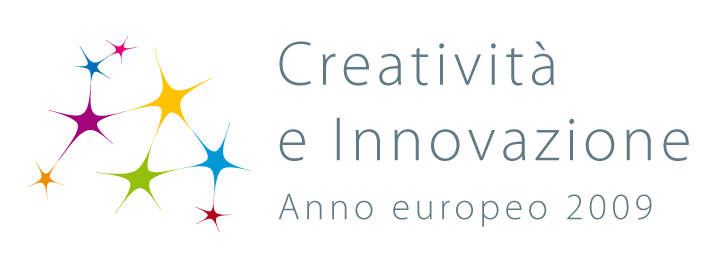 Creatività
e Innovazione
Anno europeo 2009